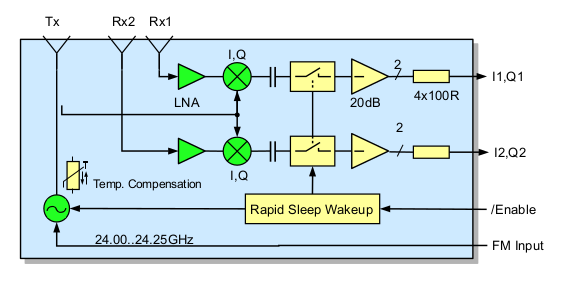 Tx Rx2 Rx1
I,Q
2
I1,Q1
LNA
20dB
4x100R
2
I2,Q2
I,Q
Temp. Compensation
Rapid Sleep Wakeup
/Enable
24.00..24.25GHz
FM Input